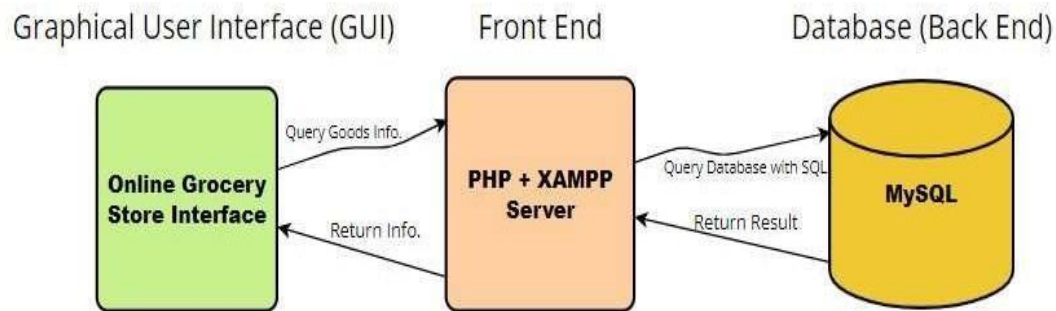 Graphical User Interface (GUI)
Front End
Database (Back End)
Query Goods Info.
Online Grocery
Store Interface
Return Info.
PHP + XAMPP
Server
Query Database with SQL
Return Result
MySQL